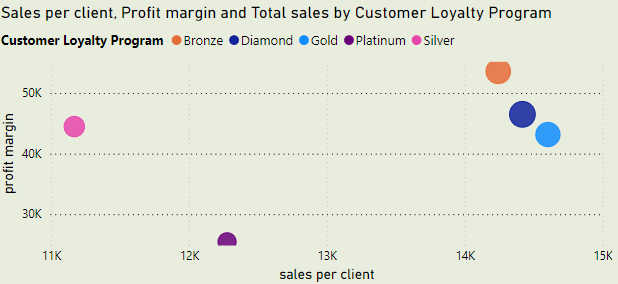 Sales per client, Profit margin and Total sales by Customer Loyalty Program
Customer Loyalty Program Bronze Diamond Gold Platinum Silver
profit margin
50K
40K
30K
11K 12K 13K 14K 15K
sales per client